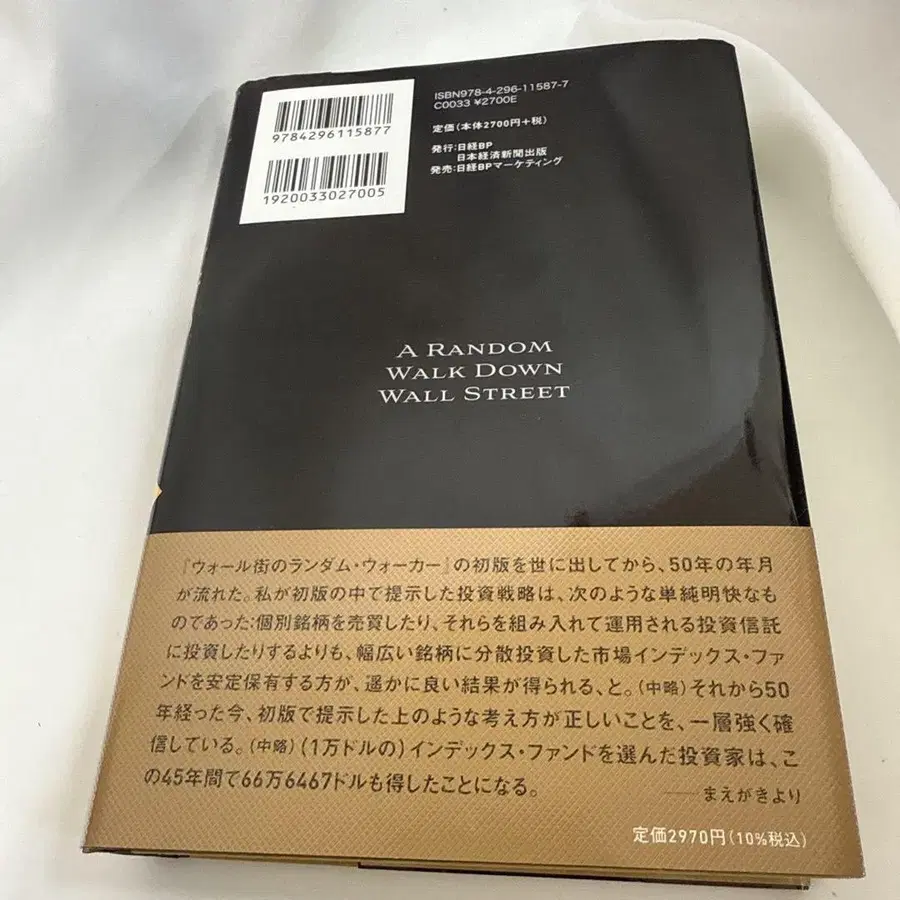 9784296115877
1920033027005
ISBN978-4-296-11587-7
C0033 ¥2700E
定価(本体2700円+税)
発行:日経BP
日本経済新聞出版
発売:日経BPマーケティング
A RANDOM
WALK DOWN
WALL STREET
『ウォール街のランダム・ウォーカー』の初版を世に出してから、50年の年月
が流れた。私が初版の中で提示した投資戦略は、次のような単純明快なも
のであった:個別銘柄を売買したり、それらを組み入れて運用される投資信託
に投資したりするよりも、幅広い銘柄に分散投資した市場インデックス・ファ
ンドを安定保有する方が、遥かに良い結果が得られる、と。(中略)それから50
年経った今、初版で提示した上のような考え方が正しいことを、一層強く確
信している。(中略)(1万ドルの)インデックス・ファンドを選んだ投資家は、こ
の45年間で66万6467ドルも得したことになる。
──まえがきより
定価2970円(10%税込)